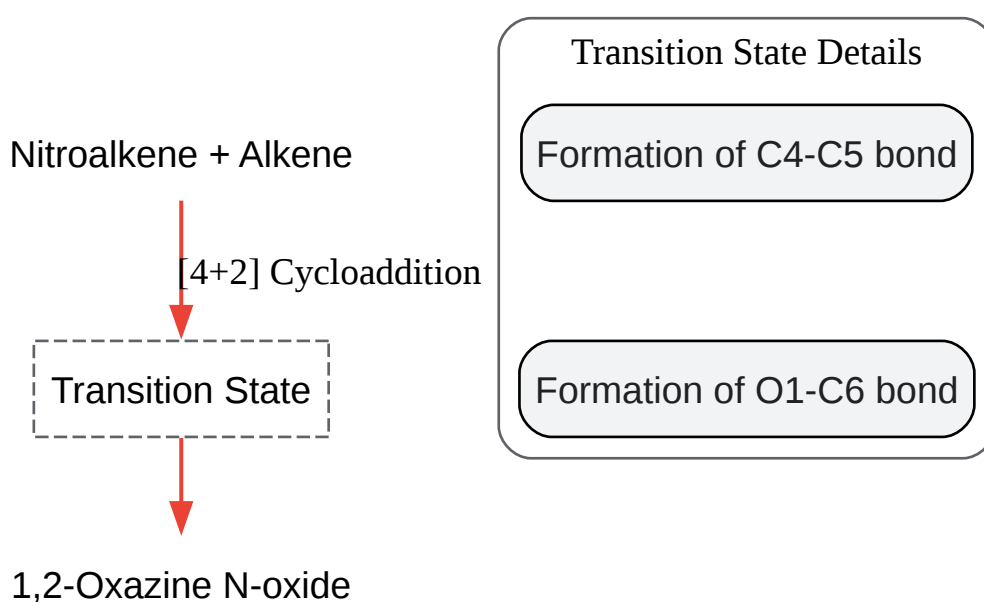 Transition State Details
Nitroalkene + Alkene
Formation of C4-C5 bond
[4+2] Cycloaddition
Transition State
Formation of O1-C6 bond
1,2-Oxazine N-oxide